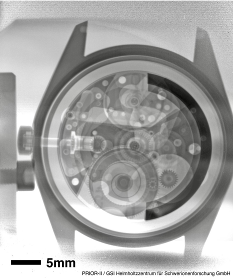 5mm
PRIOR-II / GSI Helmholtzzentrum für Schwerionenforschung GmbH